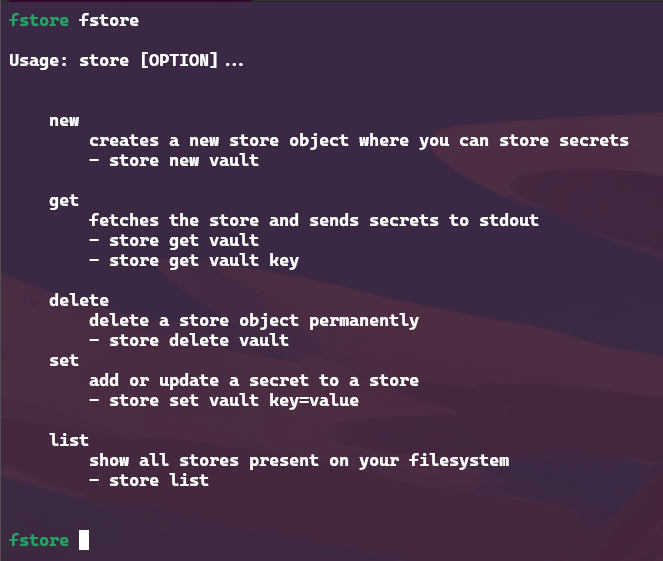 fstore fstore
Usage: store [OPTION]...
new
creates a new store object where you can store secrets
- store new vault
get
fetches the store and sends secrets to stdout
- store get vault
- store get vault key
delete
delete a store object permanently
- store delete vault
set
add or update a secret to a store
- store set vault key=value
list
show all stores present on your filesystem
- store list
fstore